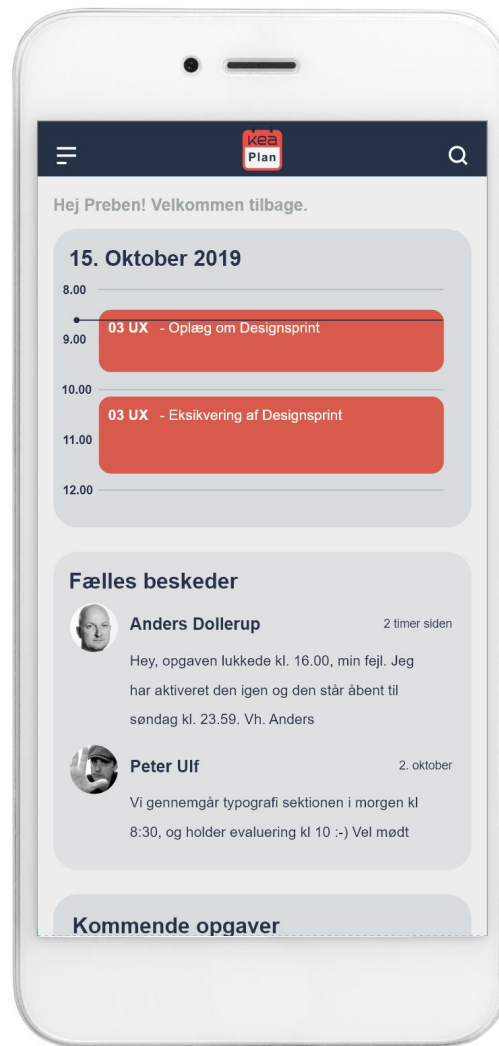 KEA
Plan
Hej Preben! Velkommen tilbage.
15. Oktober 2019
8.00
03 UX - Oplæg om Designsprint
9.00
10.00
03 UX - Eksikvering af Designsprint
11.00
12.00
Fælles beskeder
Anders Dollerup 2 timer siden
Hey, opgaven lukkede kl. 16.00, min fejl. Jeg
har aktiveret den igen og den står åbent til
søndag kl. 23.59. Vh. Anders
Peter Ulf 2. oktober
Vi gennemgår typografi sektionen i morgen kl
8:30, og holder evaluering kl 10 :-) Vel mødt
Kommende opgaver